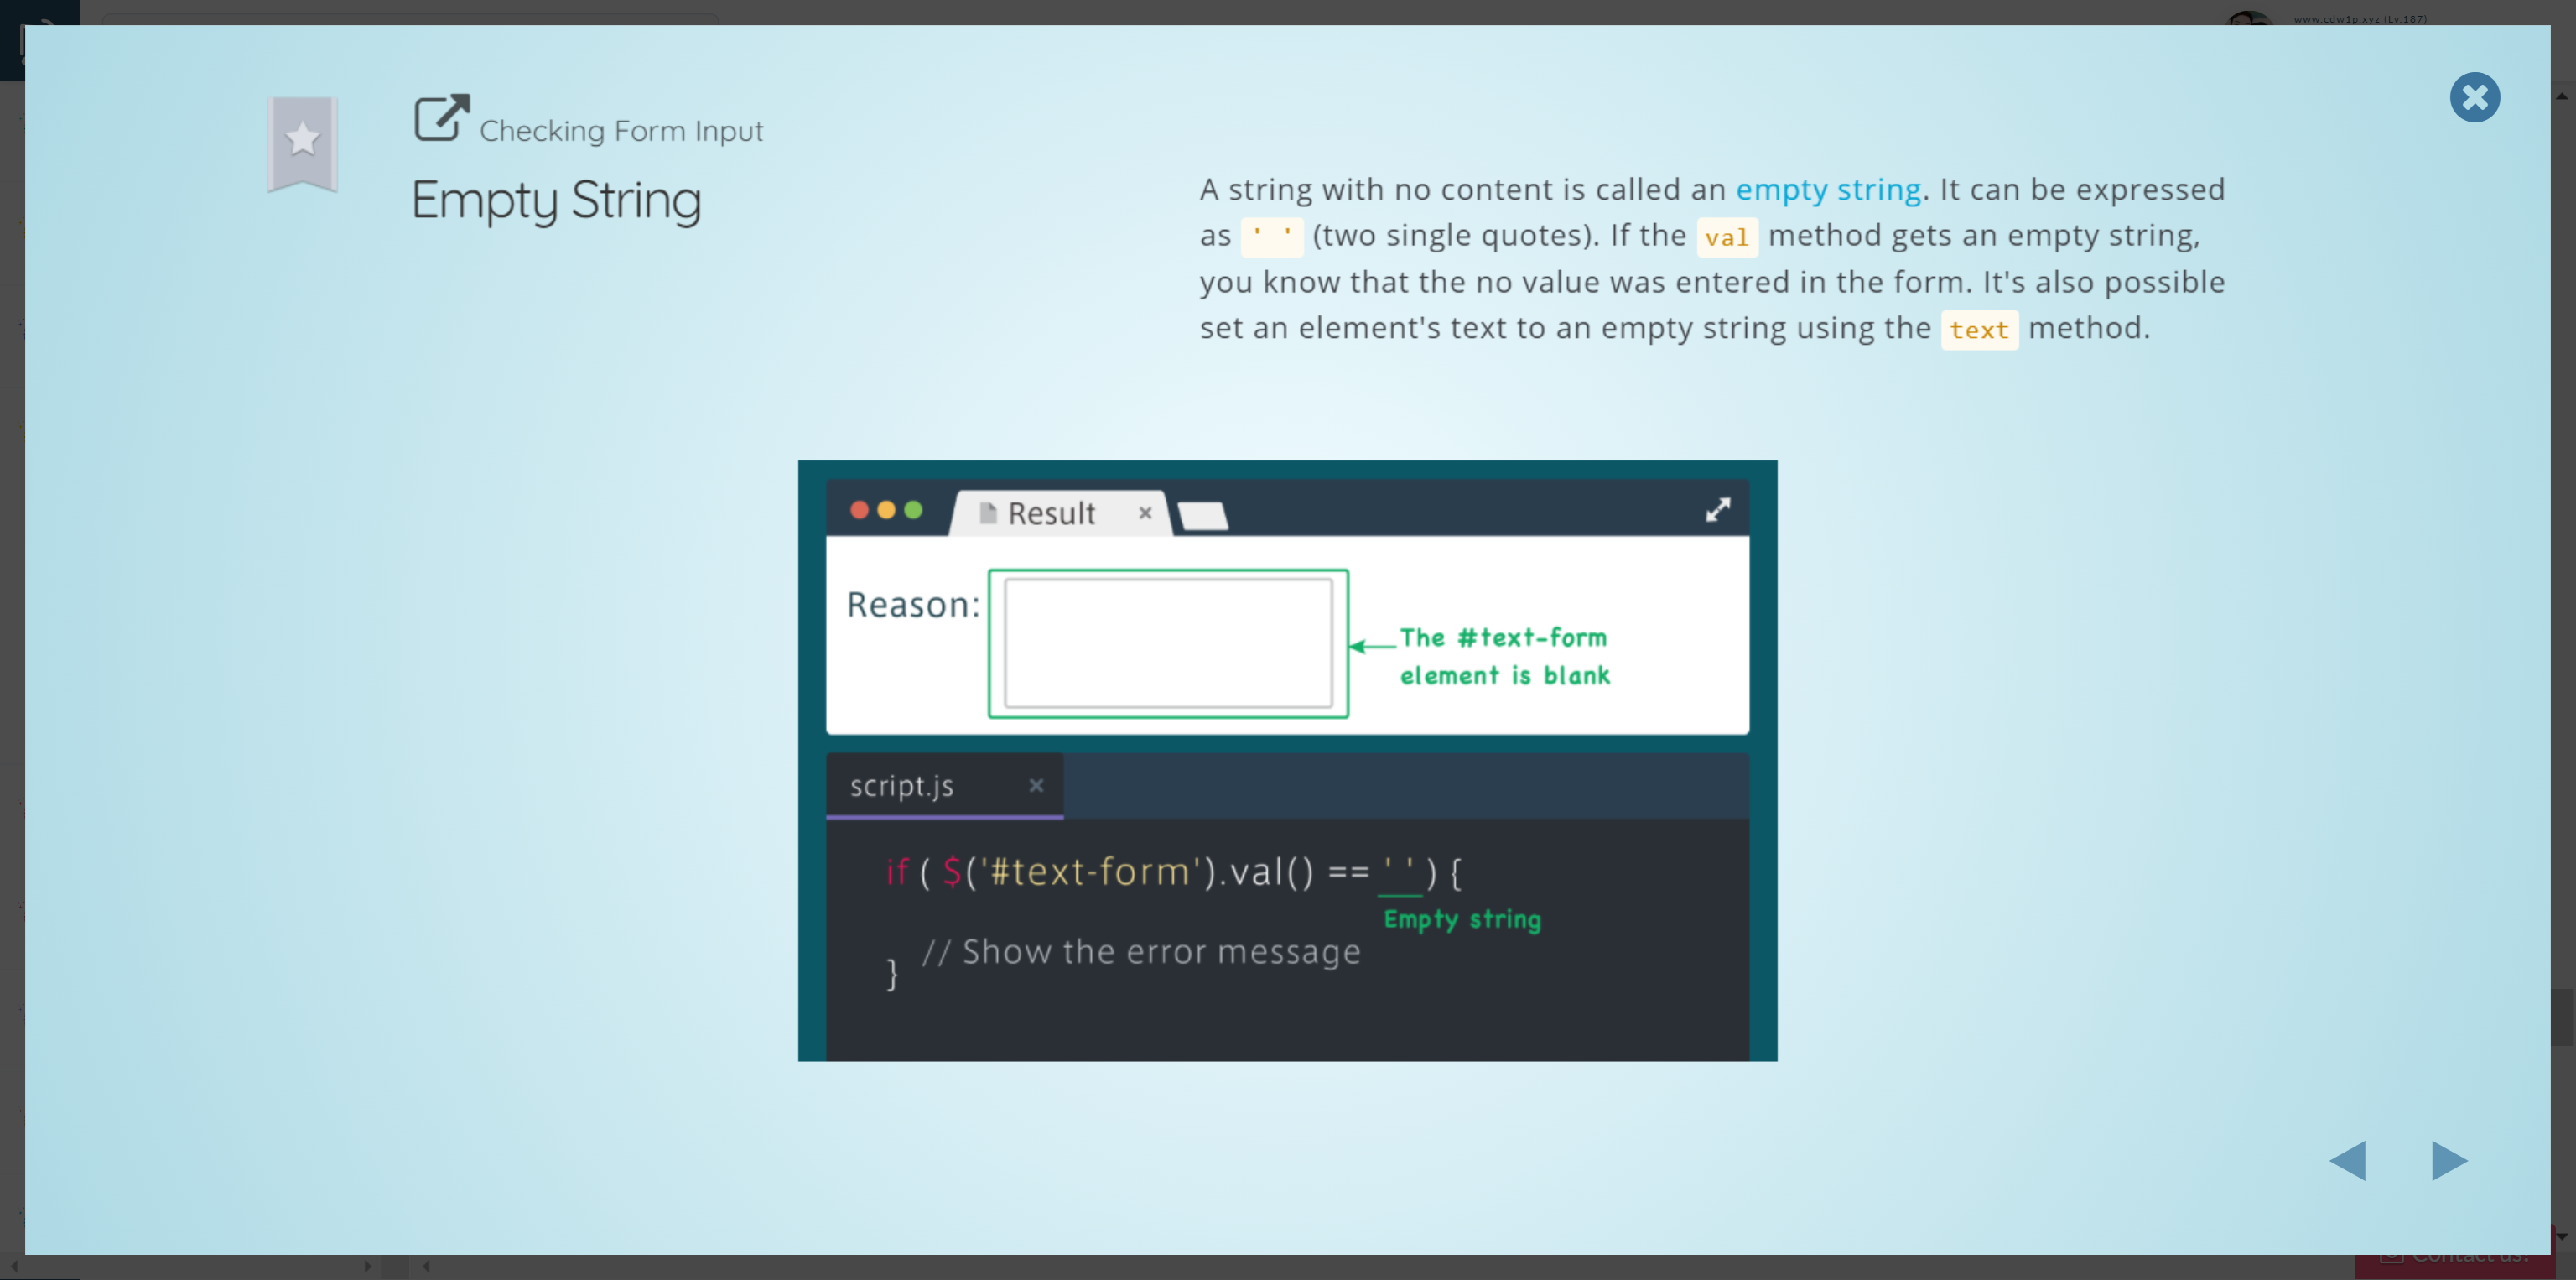 www.cdw1p.xyz (Lv.187)
Checking Form Input
Empty String
A string with no content is called an empty string. It can be expressed
as ' ' (two single quotes). If the val method gets an empty string,
you know that the no value was entered in the form. It's also possible
set an element's text to an empty string using the text method.
Result ×
Reason:
The #text-form
element is blank
script.js ×
if ( $('#text-form').val() == ' ' ) {
Empty string
// Show the error message
}
Contact us!